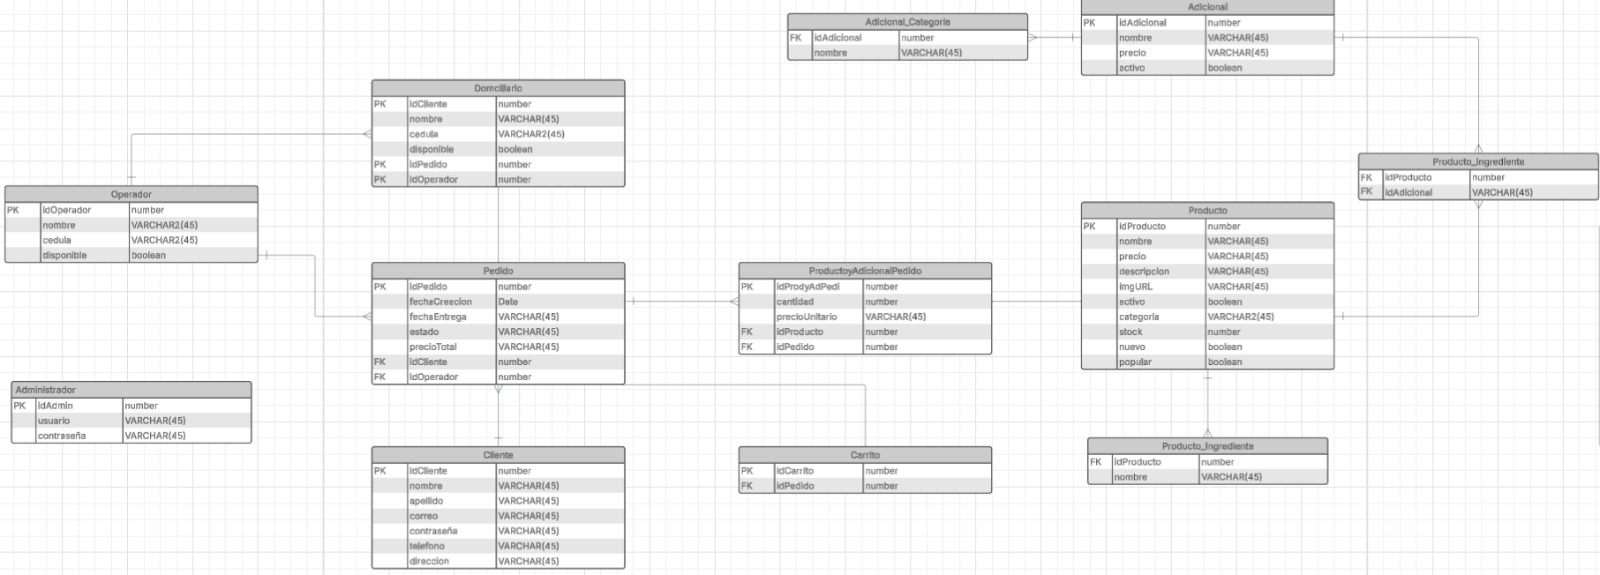 Adicional
PK idAdicional number
nombre VARCHAR(45)
precio VARCHAR(45)
activo boolean
Adicional_Categoria
FK idAdicional number
nombre VARCHAR(45)
Domciliario
PK idCliente number
nombre VARCHAR(45)
cedula VARCHAR2(45)
disponible boolean
PK idPedido number
PK idOperador number
Producto_Ingrediente
FK idProducto number
FK idAdicional VARCHAR(45)
Operador
PK idOperador number
nombre VARCHAR2(45)
cedula VARCHAR2(45)
disponible boolean
Producto
PK idProducto number
nombre VARCHAR(45)
precio VARCHAR(45)
descripcion VARCHAR(45)
imgURL VARCHAR(45)
activo boolean
categoria VARCHAR2(45)
stock number
nuevo boolean
popular boolean
Pedido
PK idPedido number
fechaCreacion Date
fechaEntrega VARCHAR(45)
estado VARCHAR(45)
precioTotal VARCHAR(45)
FK idCliente number
FK idOperador number
ProductoyAdicionalPedido
PK idProdyAdPedi number
cantidad number
precioUnitario VARCHAR(45)
FK idProducto number
FK idPedido number
Administrador
PK idAdmin number
usuario VARCHAR(45)
contraseña VARCHAR(45)
Producto_Ingrediente
FK idProducto number
nombre VARCHAR(45)
Cliente
PK idCliente number
nombre VARCHAR(45)
apellido VARCHAR(45)
correo VARCHAR(45)
contraseña VARCHAR(45)
telefono VARCHAR(45)
direccion VARCHAR(45)
Carrito
PK idCarrito number
FK idPedido number